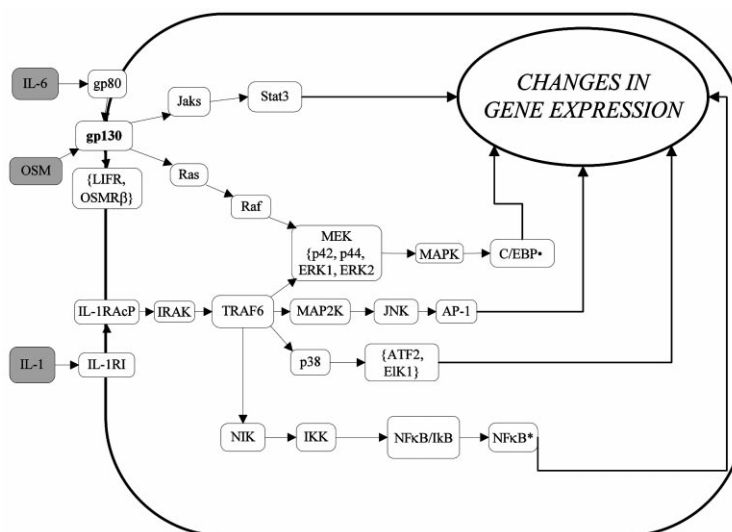 IL-6
gp80
Jaks
Stat3
CHANGES IN
GENE EXPRESSION
gp130
OSM
{LIFR,
OSMRβ}
Ras
Raf
MEK
{p42, p44,
ERK1, ERK2
MAPK
C/EBP•
IL-1RAcP
IRAK
TRAF6
MAP2K
JNK
AP-1
IL-1
IL-1RI
p38
{ATF2,
ElK1}
NIK
IKK
NFκB/IkB
NFκB*